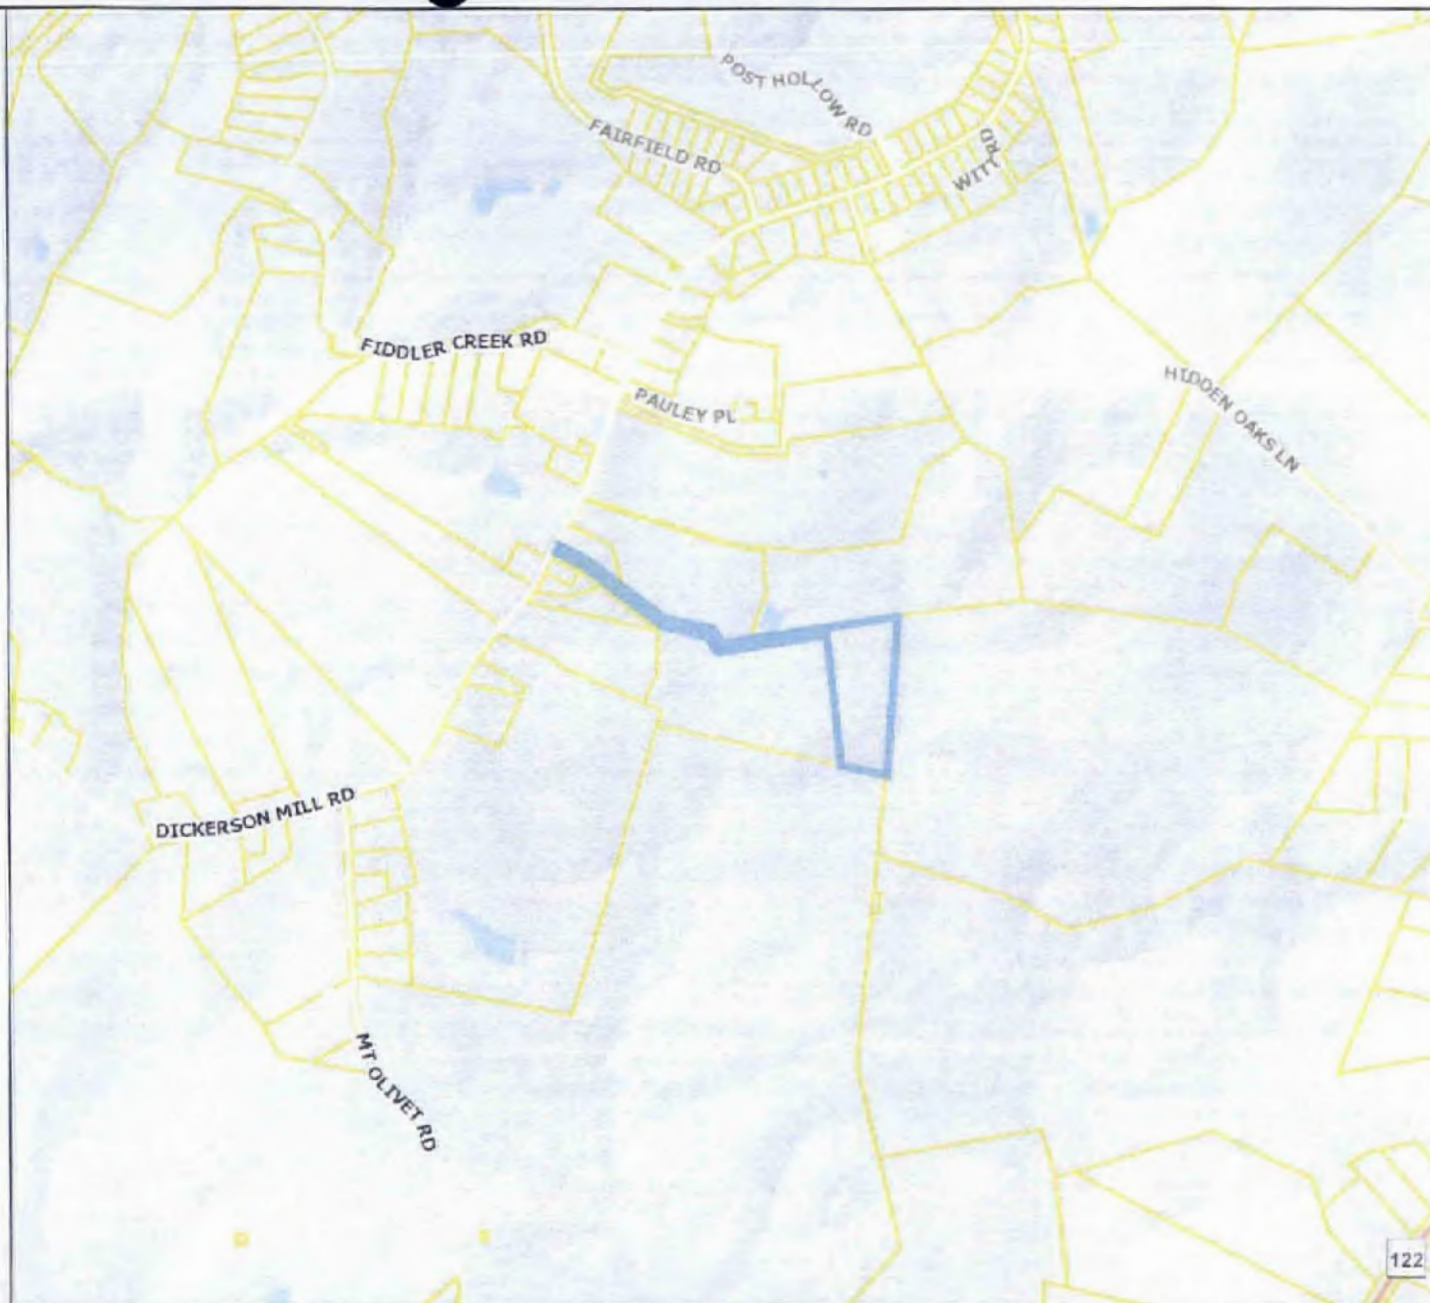 POST HOLLOW RD
FAIRFIELD RD
WITT RD
FIDDLER CREEK RD
PAULEY PL
HIDDEN OAKS LN
DICKERSON MILL RD
MT OLIVET RD
122